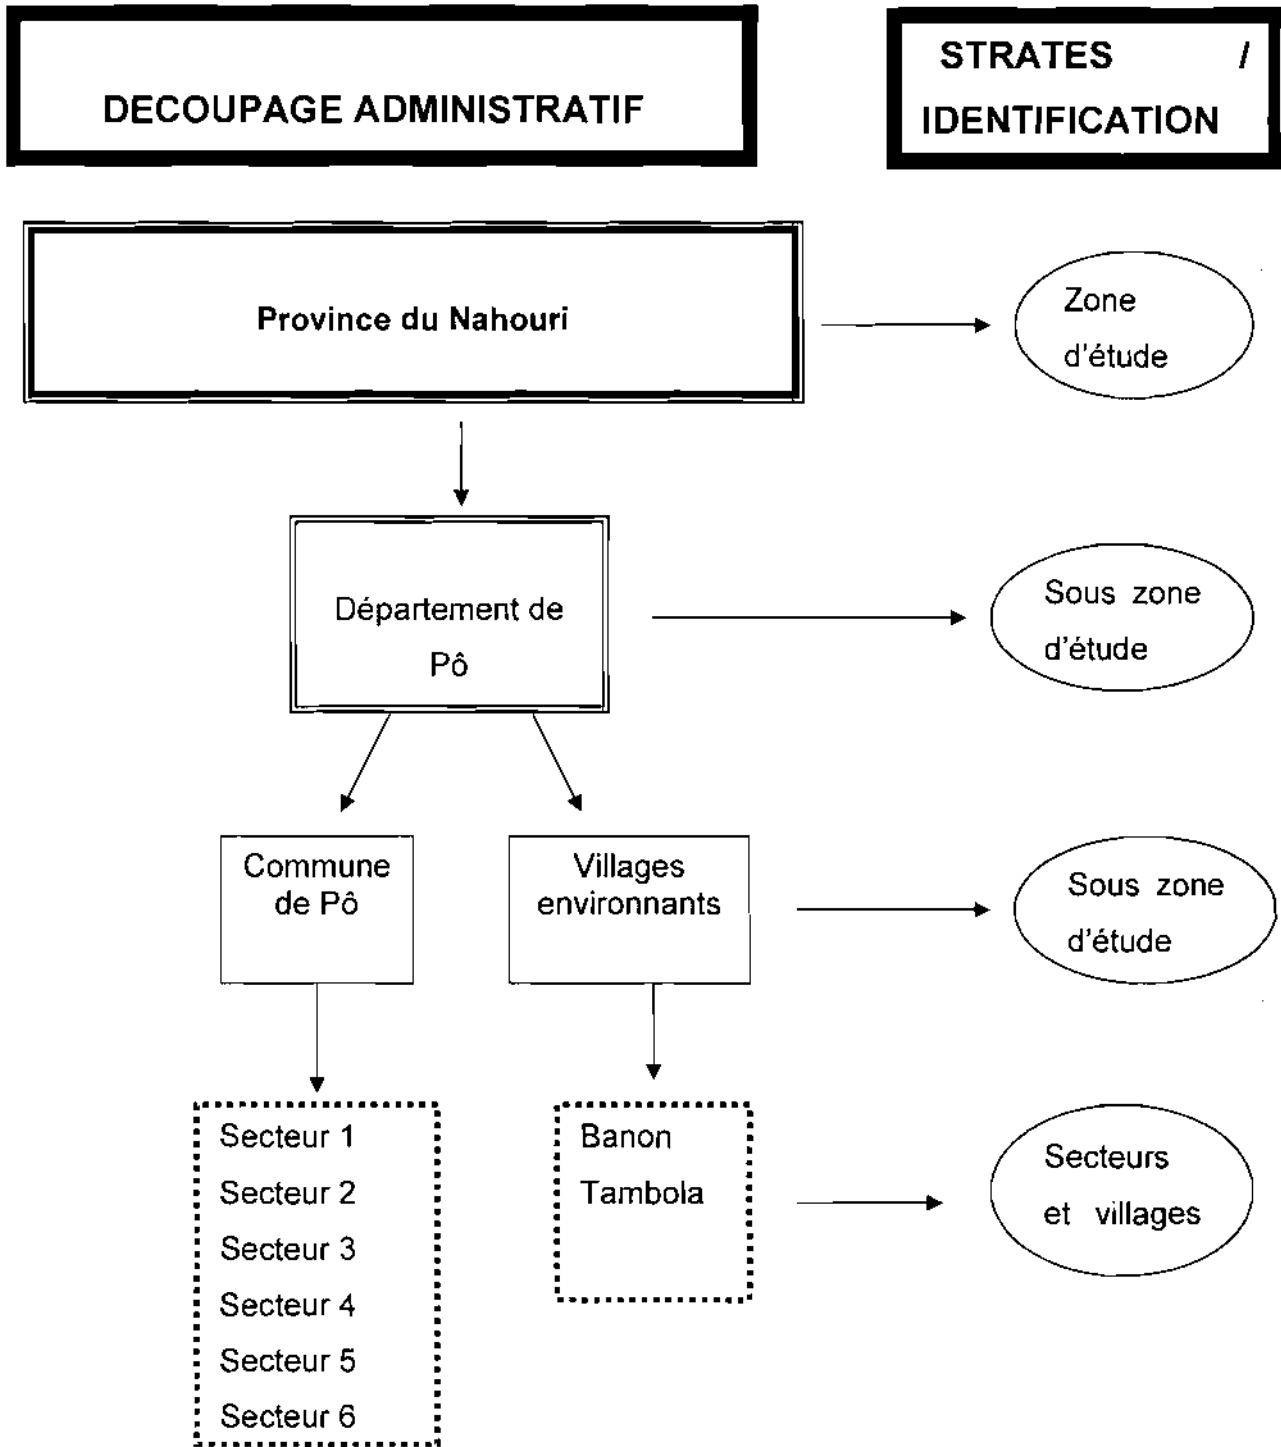 DECOUPAGE ADMINISTRATIF
STRATES /
IDENTIFICATION
Province du Nahouri
Zone
d'étude
Département de
Pô
Sous zone
d'étude
Commune
de Pô
Villages
environnants
Sous zone
d'étude
Secteur 1
Secteur 2
Secteur 3
Secteur 4
Secteur 5
Secteur 6
Banon
Tambola
Secteurs
et villages